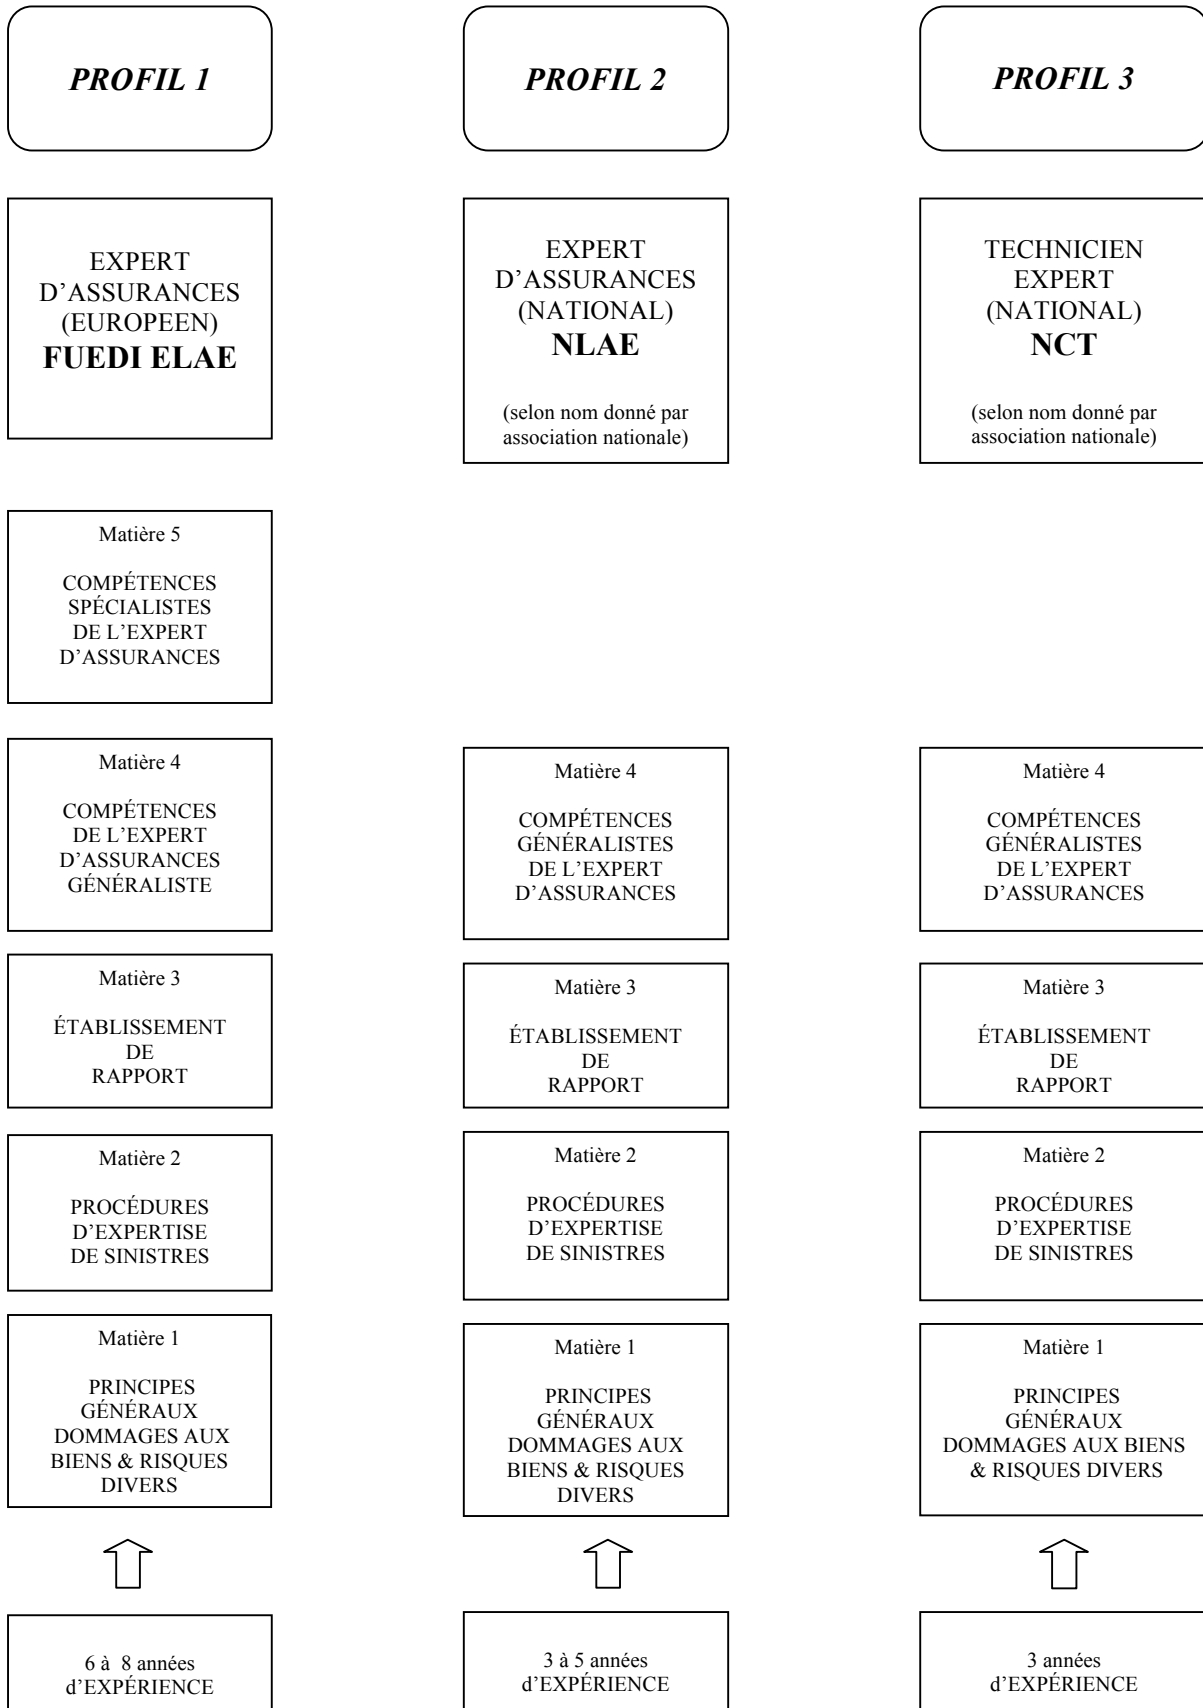 PROFIL 1
EXPERT
D’ASSURANCES
(EUROPEEN)
FUEDI ELAE
Matière 5
COMPÉTENCES
SPÉCIALISTES
DE L’EXPERT
D’ASSURANCES
Matière 4
COMPÉTENCES
DE L’EXPERT
D’ASSURANCES
GÉNÉRALISTE
Matière 3
ÉTABLISSEMENT
DE
RAPPORT
Matière 2
PROCÉDURES
D’EXPERTISE
DE SINISTRES
Matière 1
PRINCIPES
GÉNÉRAUX
DOMMAGES AUX
BIENS & RISQUES
DIVERS
6 à 8 années
d’EXPÉRIENCE
PROFIL 2
EXPERT
D’ASSURANCES
(NATIONAL)
NLAE
(selon nom donné par
association nationale)
Matière 4
COMPÉTENCES
GÉNÉRALISTES
DE L’EXPERT
D’ASSURANCES
Matière 3
ÉTABLISSEMENT
DE
RAPPORT
Matière 2
PROCÉDURES
D’EXPERTISE
DE SINISTRES
Matière 1
PRINCIPES
GÉNÉRAUX
DOMMAGES AUX
BIENS & RISQUES
DIVERS
3 à 5 années
d’EXPÉRIENCE
PROFIL 3
TECHNICIEN
EXPERT
(NATIONAL)
NCT
(selon nom donné par
association nationale)
Matière 4
COMPÉTENCES
GÉNÉRALISTES
DE L’EXPERT
D’ASSURANCES
Matière 3
ÉTABLISSEMENT
DE
RAPPORT
Matière 2
PROCÉDURES
D’EXPERTISE
DE SINISTRES
Matière 1
PRINCIPES
GÉNÉRAUX
DOMMAGES AUX BIENS
& RISQUES DIVERS
3 années
d’EXPÉRIENCE